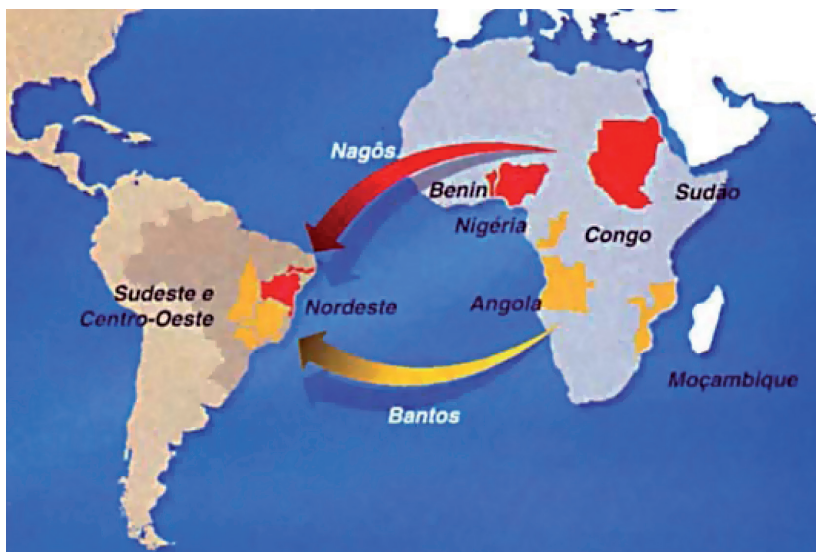 Nagôs
Benin
Sudão
Nigéria
Congo
Sudeste e
Centro-Oeste
Nordeste
Angola
Moçambique
Bantos